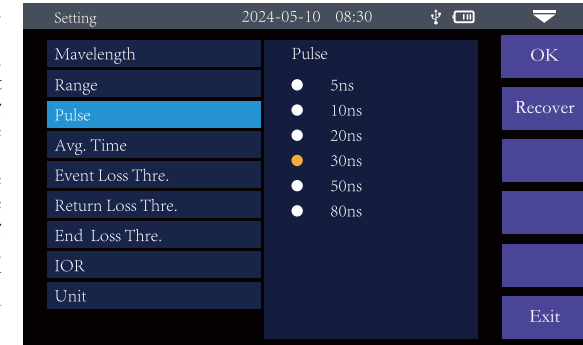 Setting 2024-05-10 08:30
Mavelength
Range
Pulse
Avg. Time
Event Loss Thre.
Return Loss Thre.
End Loss Thre.
IOR
Unit
Pulse
5ns
10ns
20ns
30ns
50ns
80ns
OK
Recover
Exit